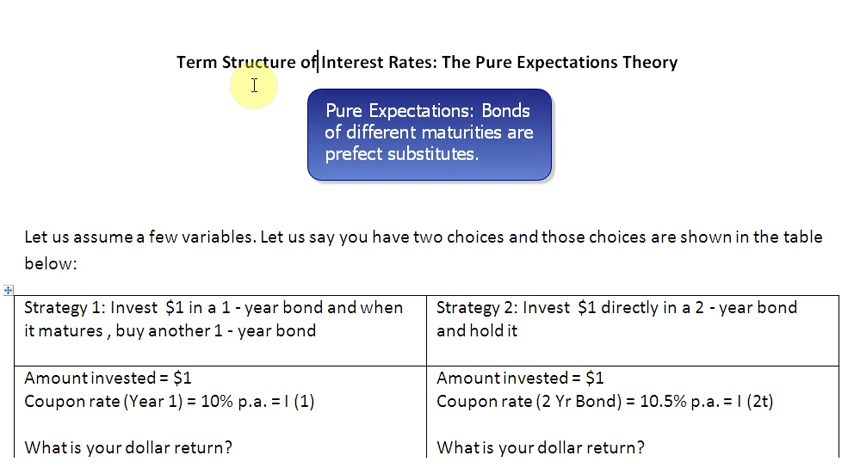 Term Structure of Interest Rates: The Pure Expectations Theory
Pure Expectations: Bonds
of different maturities are
prefect substitutes.
Let us assume a few variables. Let us say you have two choices and those choices are shown in the table
below:
Strategy 1: Invest $1 in a 1 - year bond and when
it matures , buy another 1 - year bond
Strategy 2: Invest $1 directly in a 2 - year bond
and hold it
Amount invested = $1
Coupon rate (Year 1) = 10% p.a. = I (1)
What is your dollar return?
Amount invested = $1
Coupon rate (2 Yr Bond) = 10.5% p.a. = I (2t)
What is your dollar return?